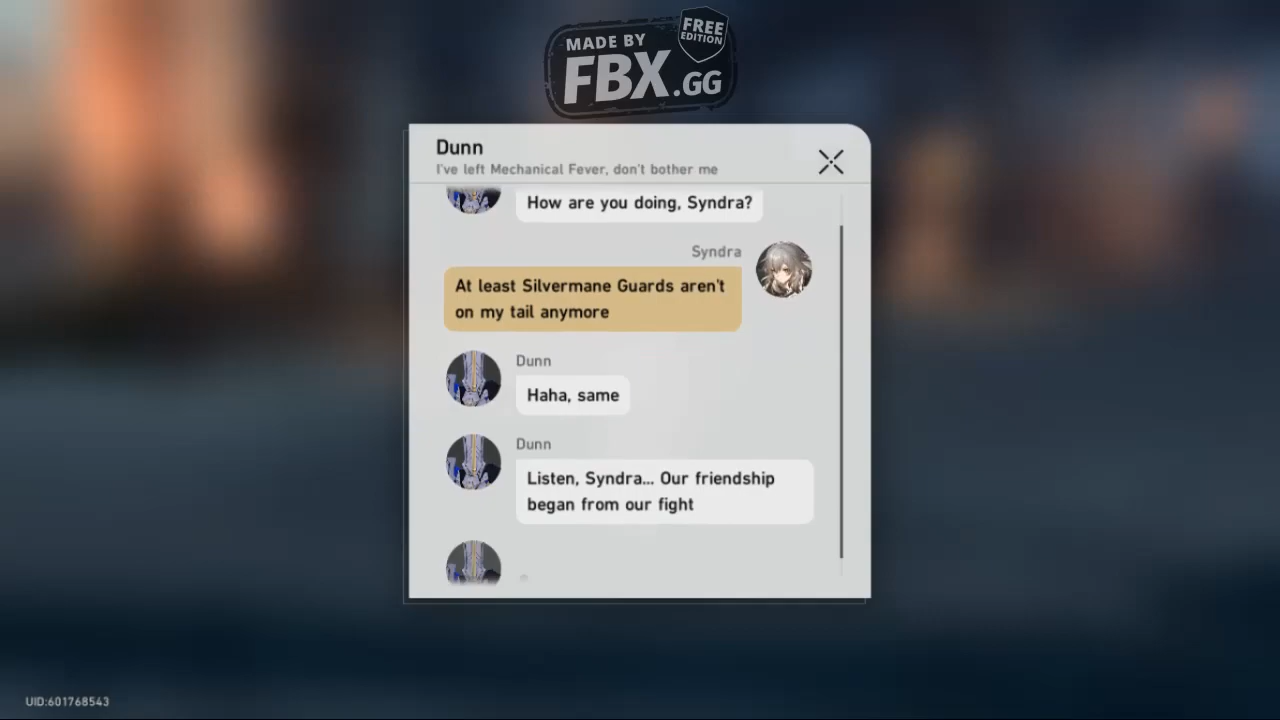 MADE BY
FREE
EDITION
FBX.GG
Dunn
I've left Mechanical Fever, don't bother me
How are you doing, Syndra?
Syndra
At least Silvermane Guards aren't
on my tail anymore
Dunn
Haha, same
Dunn
Listen, Syndra... Our friendship
began from our fight
UID:601768543